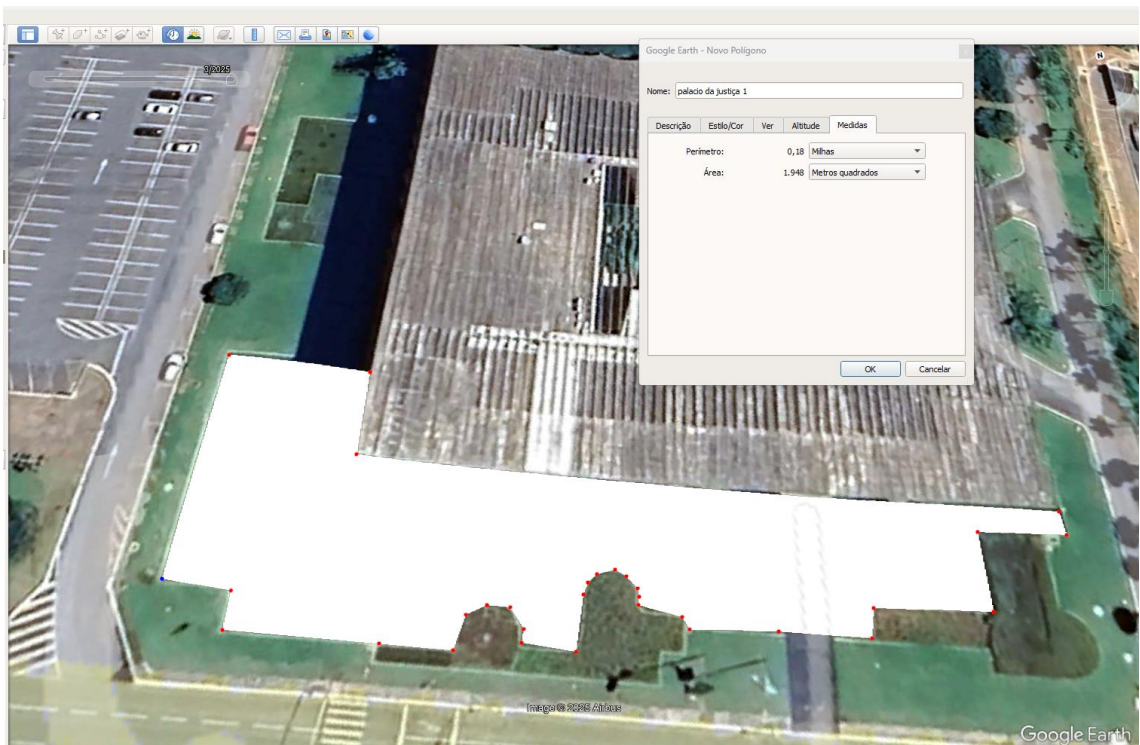 3/2025
Google Earth - Novo Polígono
Nome: palacio da justiça 1
Descrição Estilo/Cor Ver Altitude Medidas
Perímetro: 0,18 Milhas
Área: 1.948 Metros quadrados
OK Cancelar
N
Image © 2025 Airbus
Google Earth